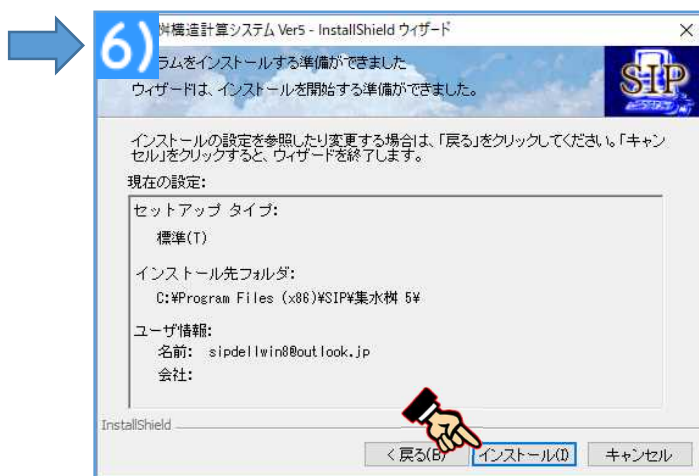 6)
桝構造計算システム Ver5 - InstallShield ウィザード
ラムをインストールする準備ができました
ウィザードは、インストールを開始する準備ができました。
SIP
インストールの設定を参照したり変更する場合は、「戻る」をクリックしてください。「キャン
セル」をクリックすると、ウィザードを終了します。
現在の設定:
セットアップ タイプ:
標準(T)
インストール先フォルダ:
C:¥Program Files (x86)¥SIP¥集水桝 5¥
ユーザ情報:
名前: sipdellwin8@outlook.jp
会社:
InstallShield
< 戻る(B)
インストール(I)
キャンセル